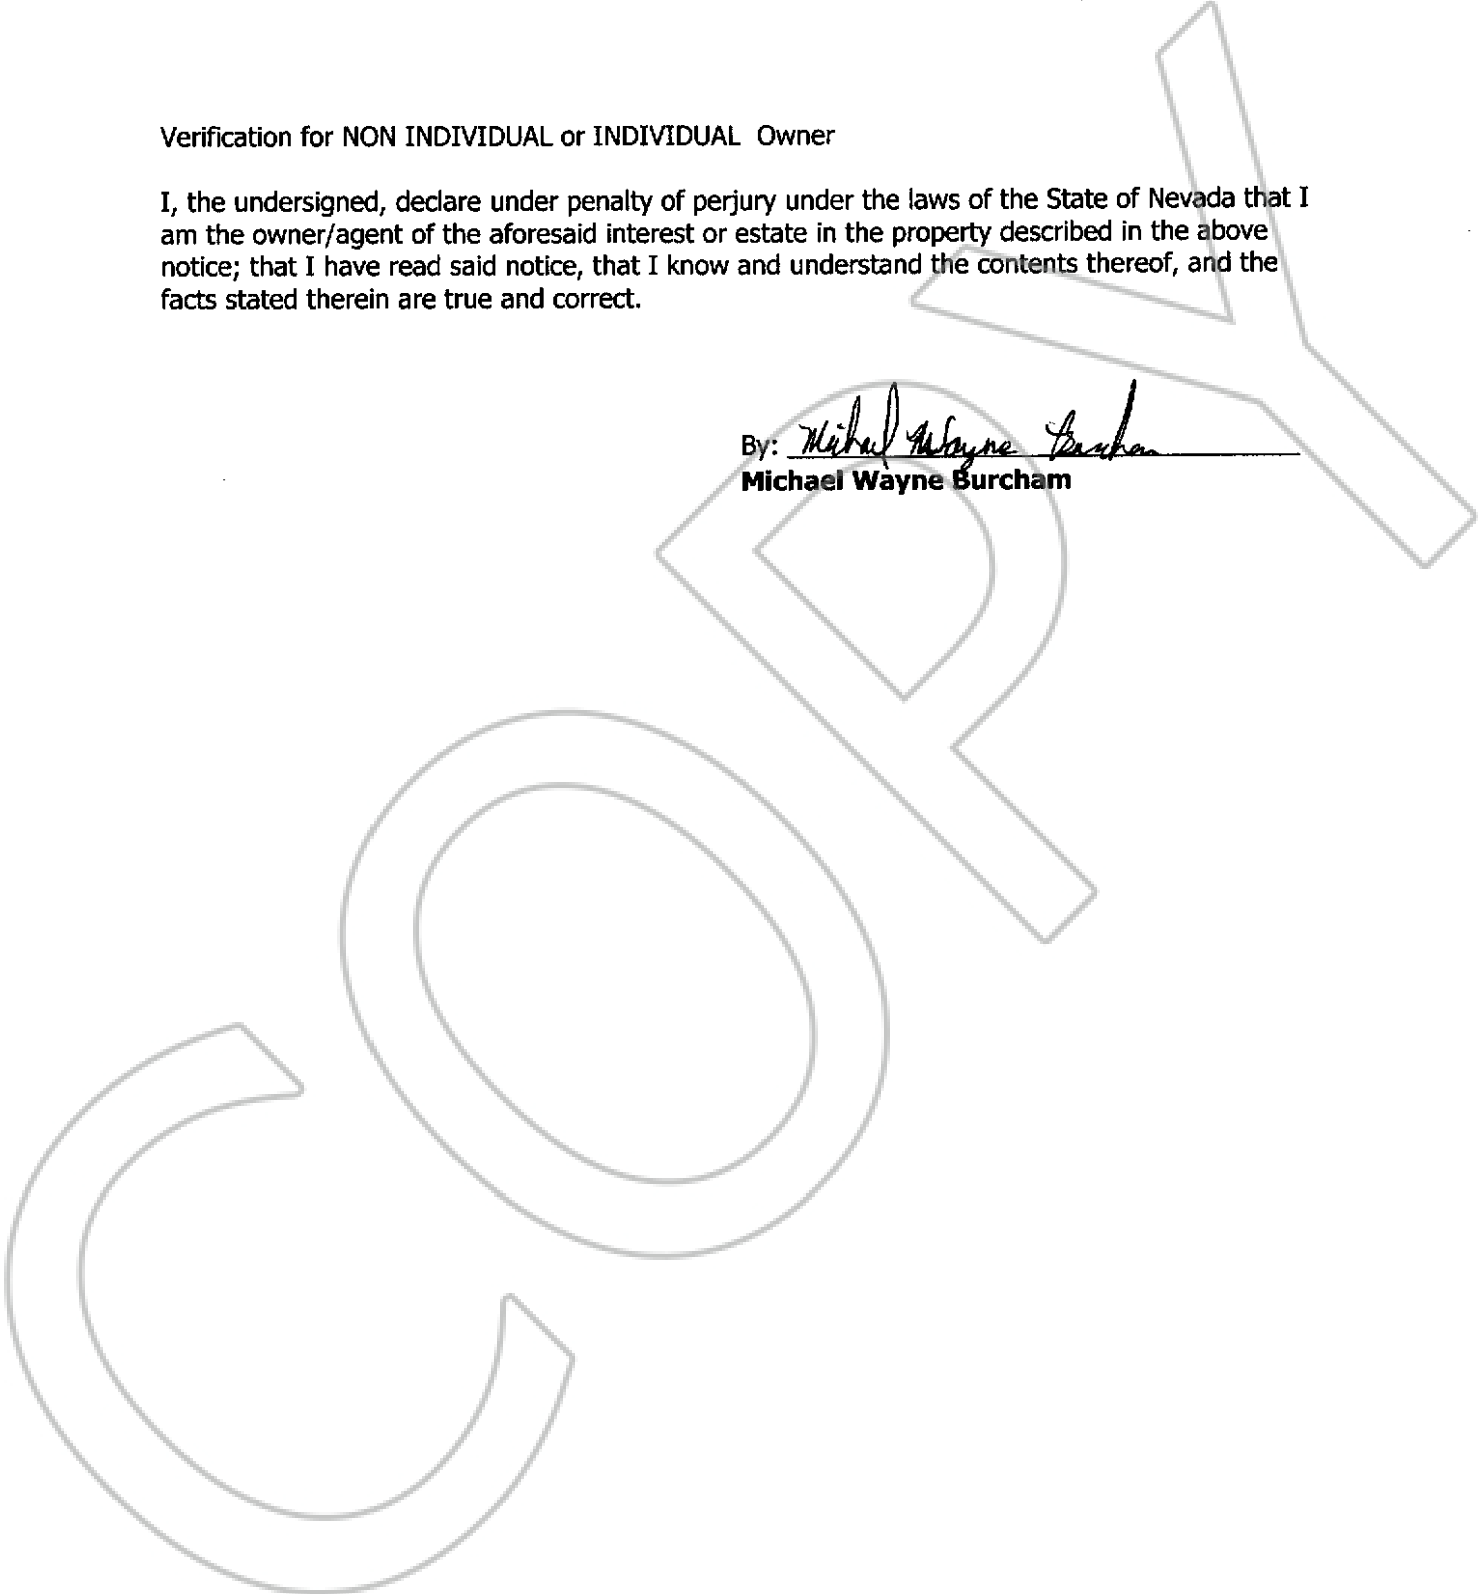 Verification for NON INDIVIDUAL or INDIVIDUAL Owner
I, the undersigned, declare under penalty of perjury under the laws of the State of Nevada that I
am the owner/agent of the aforesaid interest or estate in the property described in the above
notice; that I have read said notice, that I know and understand the contents thereof, and the
facts stated therein are true and correct.
By: Michael Wayne Burcham
Michael Wayne Burcham
COPY